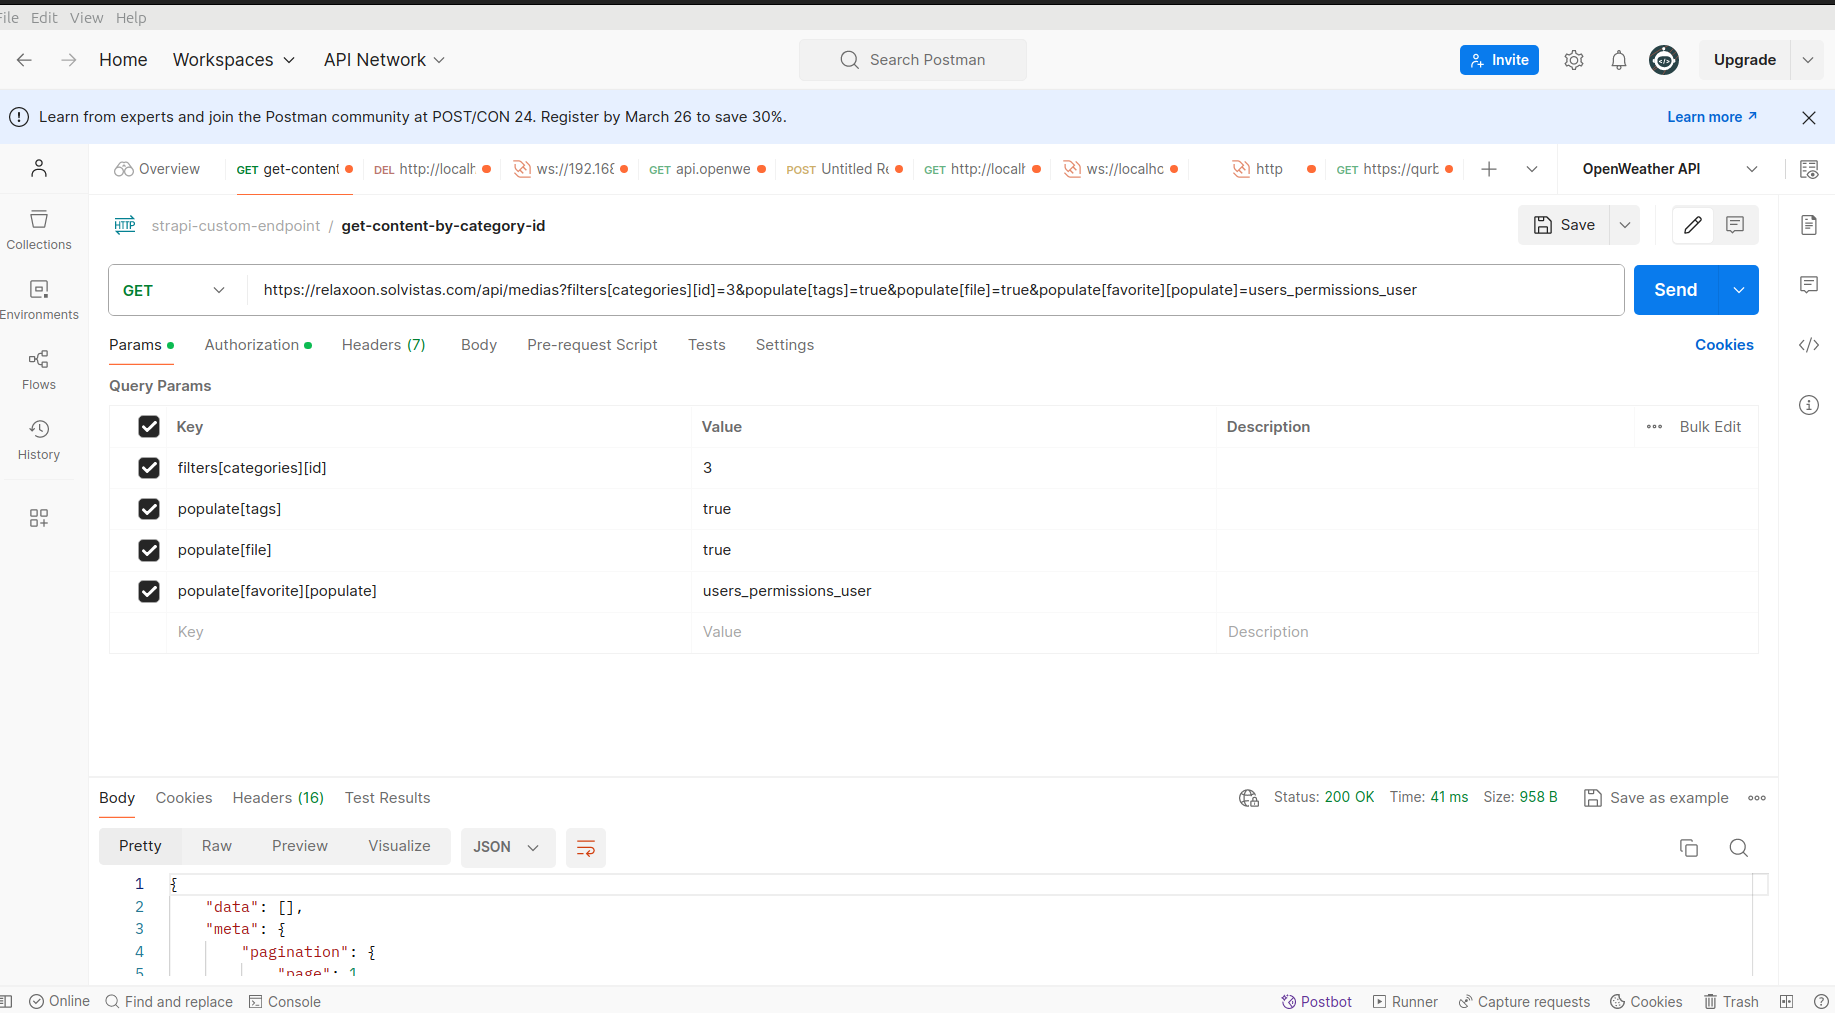 File Edit View Help
Home Workspaces API Network Search Postman Invite Upgrade
Learn from experts and join the Postman community at POST/CON 24. Register by March 26 to save 30%. Learn more ↗
Overview GET get-content DEL http://localh ws://192.168 GET api.openwe POST Untitled Re GET http://localh ws://localho http GET https://qurb OpenWeather API
HTTP strapi-custom-endpoint / get-content-by-category-id Save
Collections
GET https://relaxoon.solvistas.com/api/medias?filters[categories][id]=3&populate[tags]=true&populate[file]=true&populate[favorite][populate]=users_permissions_user Send
Environments
Params Authorization Headers (7) Body Pre-request Script Tests Settings Cookies
Flows
Query Params
Key Value Description Bulk Edit
History
filters[categories][id] 3
populate[tags] true
populate[file] true
populate[favorite][populate] users_permissions_user
Key Value Description
Body Cookies Headers (16) Test Results Status: 200 OK Time: 41 ms Size: 958 B Save as example
Pretty Raw Preview Visualize JSON
1 {
2 "data": [],
3 "meta": {
4 "pagination": {
5 "page": 1
Online Find and replace Console Postbot Runner Capture requests Cookies Trash